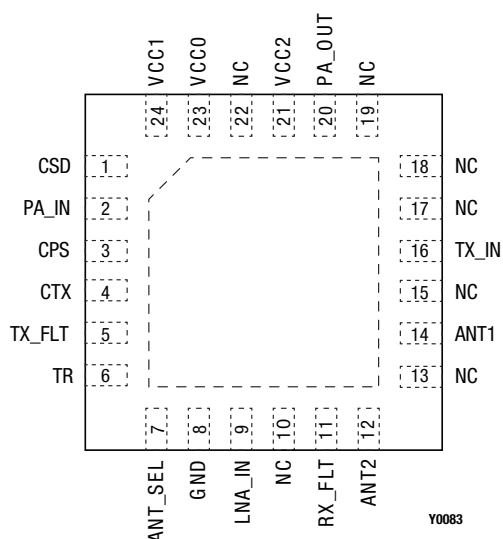 VCC1
VCC0
NC
VCC2
PA_OUT
NC
24
23
22
21
20
19
CSD 1
PA_IN 2
CPS 3
CTX 4
TX_FLT 5
TR 6
18 NC
17 NC
16 TX_IN
15 NC
14 ANT1
13 NC
7
8
9
10
11
12
ANT_SEL
GND
LNA_IN
NC
RX_FLT
ANT2
Y0083